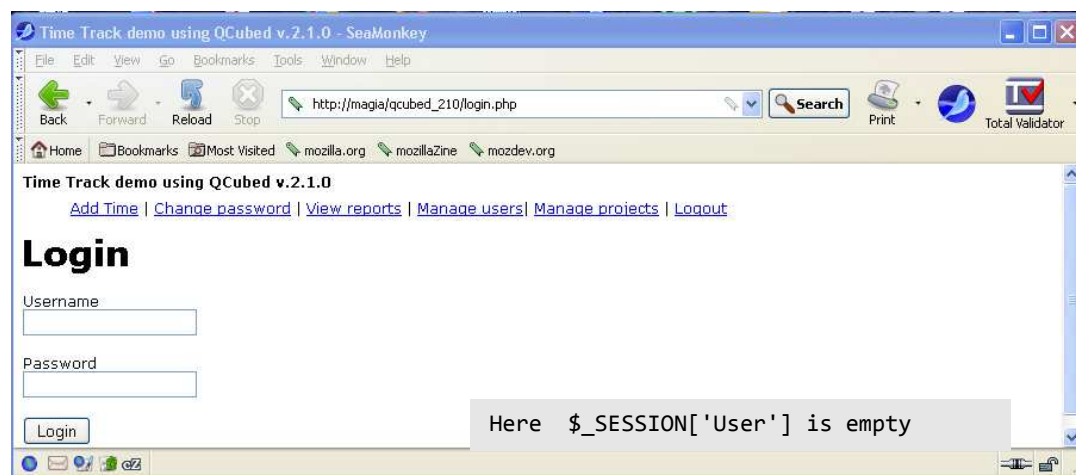 Time Track demo using QCubed v.2.1.0 - SeaMonkey
File Edit View Go Bookmarks Tools Window Help
Back Forward Reload Stop http://magia/qcubed_210/login.php Search Print Total Validator
Home Bookmarks Most Visited mozilla.org mozillaZine mozdev.org
Time Track demo using QCubed v.2.1.0
Add Time | Change password | View reports | Manage users| Manage projects | Logout
Login
Username
Password
Login
Here $_SESSION['User'] is empty